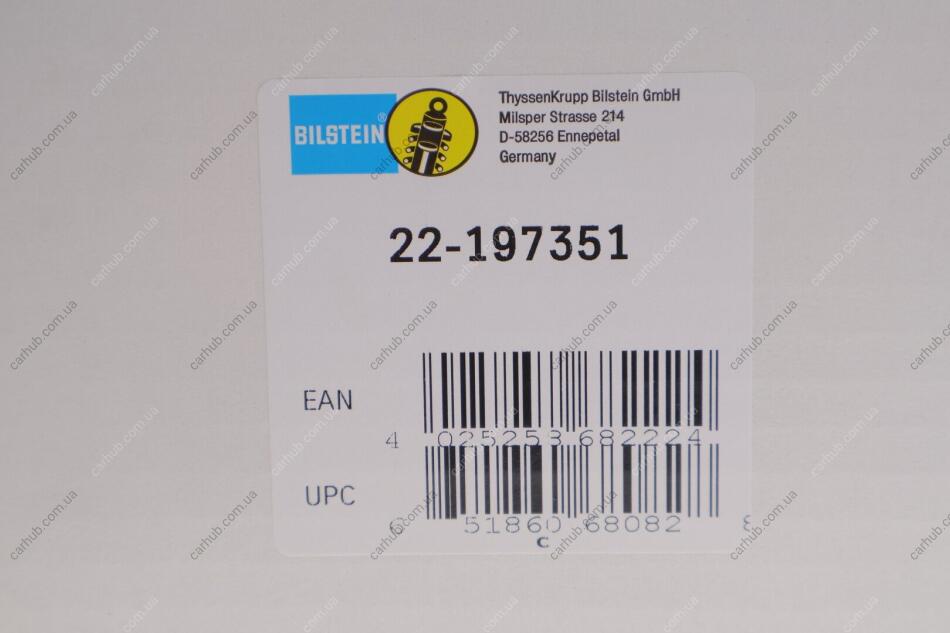 BILSTEIN®
ThyssenKrupp Bilstein GmbH
Milsper Strasse 214
D-58256 Ennepetal
Germany
22-197351
EAN
4 025253 682224
UPC
6 51860 68082 8
C
carhub.com.ua